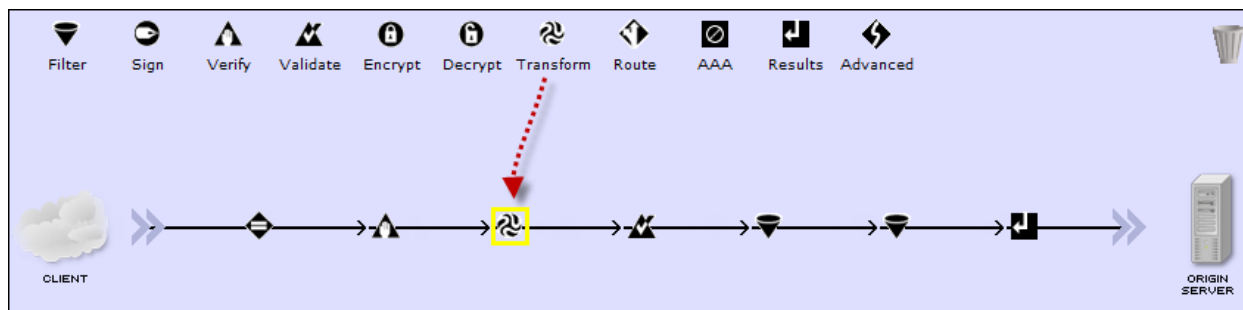 Filter Sign Verify Validate Encrypt Decrypt Transform Route AAA Results Advanced
CLIENT
ORIGIN
SERVER